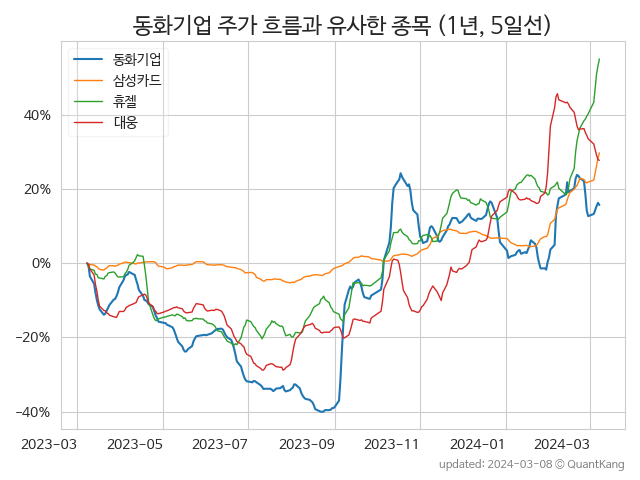 동화기업 주가 흐름과 유사한 종목 (1년, 5일선)
동화기업
삼성카드
휴젤
대웅
40%
20%
0%
−20%
−40%
2023-03 2023-05 2023-07 2023-09 2023-11 2024-01 2024-03
updated: 2024-03-08 © QuantKang